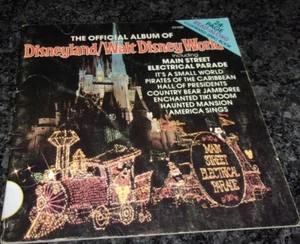 THE OFFICIAL ALBUM OF
Disneyland/Walt Disney World
including
MAIN STREET
ELECTRICAL PARADE
IT'S A SMALL WORLD
PIRATES OF THE CARIBBEAN
HALL OF PRESIDENTS
COUNTRY BEAR JAMBOREE
ENCHANTED TIKI ROOM
HAUNTED MANSION
AMERICA SINGS
MAIN
STREET
ELECTRICAL
PARADE